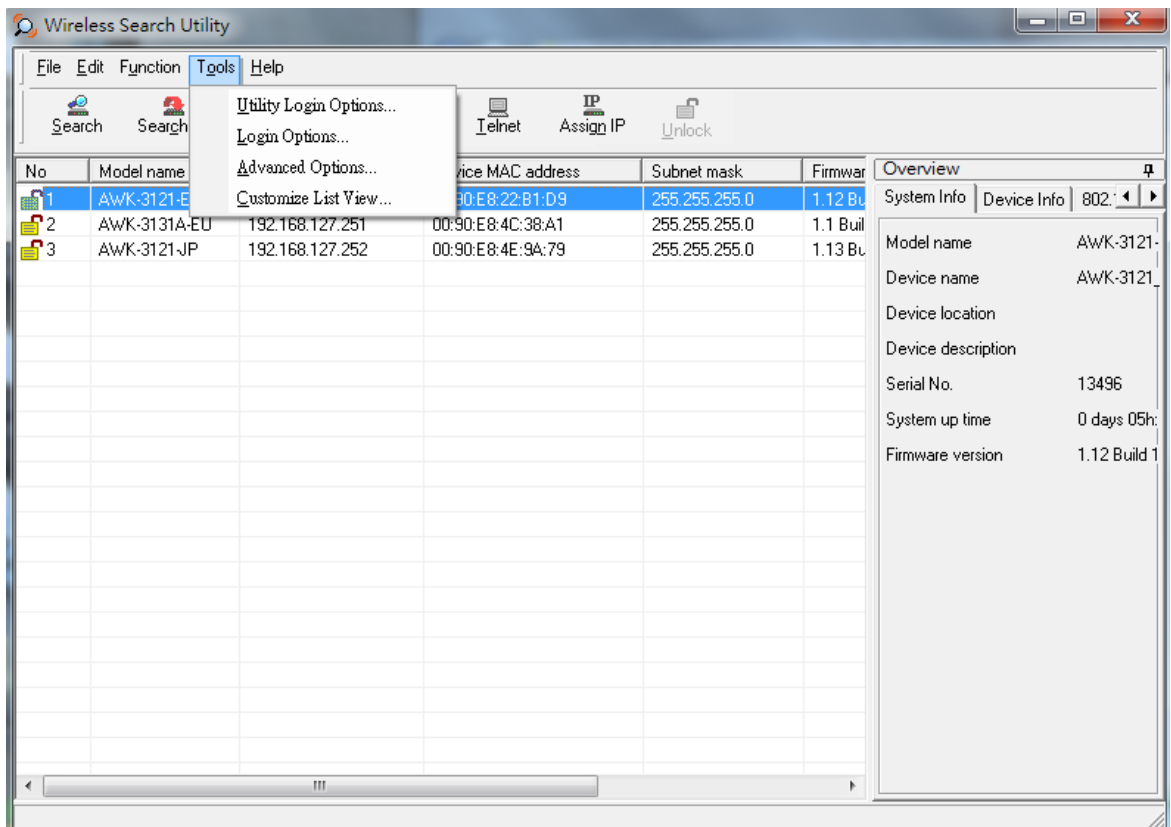 Wireless Search Utility
File Edit Function Tools Help
Search Search Telnet IP Assign IP Unlock
Utility Login Options...
Login Options...
Advanced Options...
Customize List View...
No Model name vice MAC address Subnet mask Firmwar
1 AWK-3121-E 90:E8:22:B1:D9 255.255.255.0 1.12 Bu
2 AWK-3131A-EU 192.168.127.251 00:90:E8:4C:38:A1 255.255.255.0 1.1 Buil
3 AWK-3121-JP 192.168.127.252 00:90:E8:4E:9A:79 255.255.255.0 1.13 Bu
Overview
System Info Device Info 802.1
Model name AWK-3121-
Device name AWK-3121_
Device location
Device description
Serial No. 13496
System up time 0 days 05h:
Firmware version 1.12 Build 1